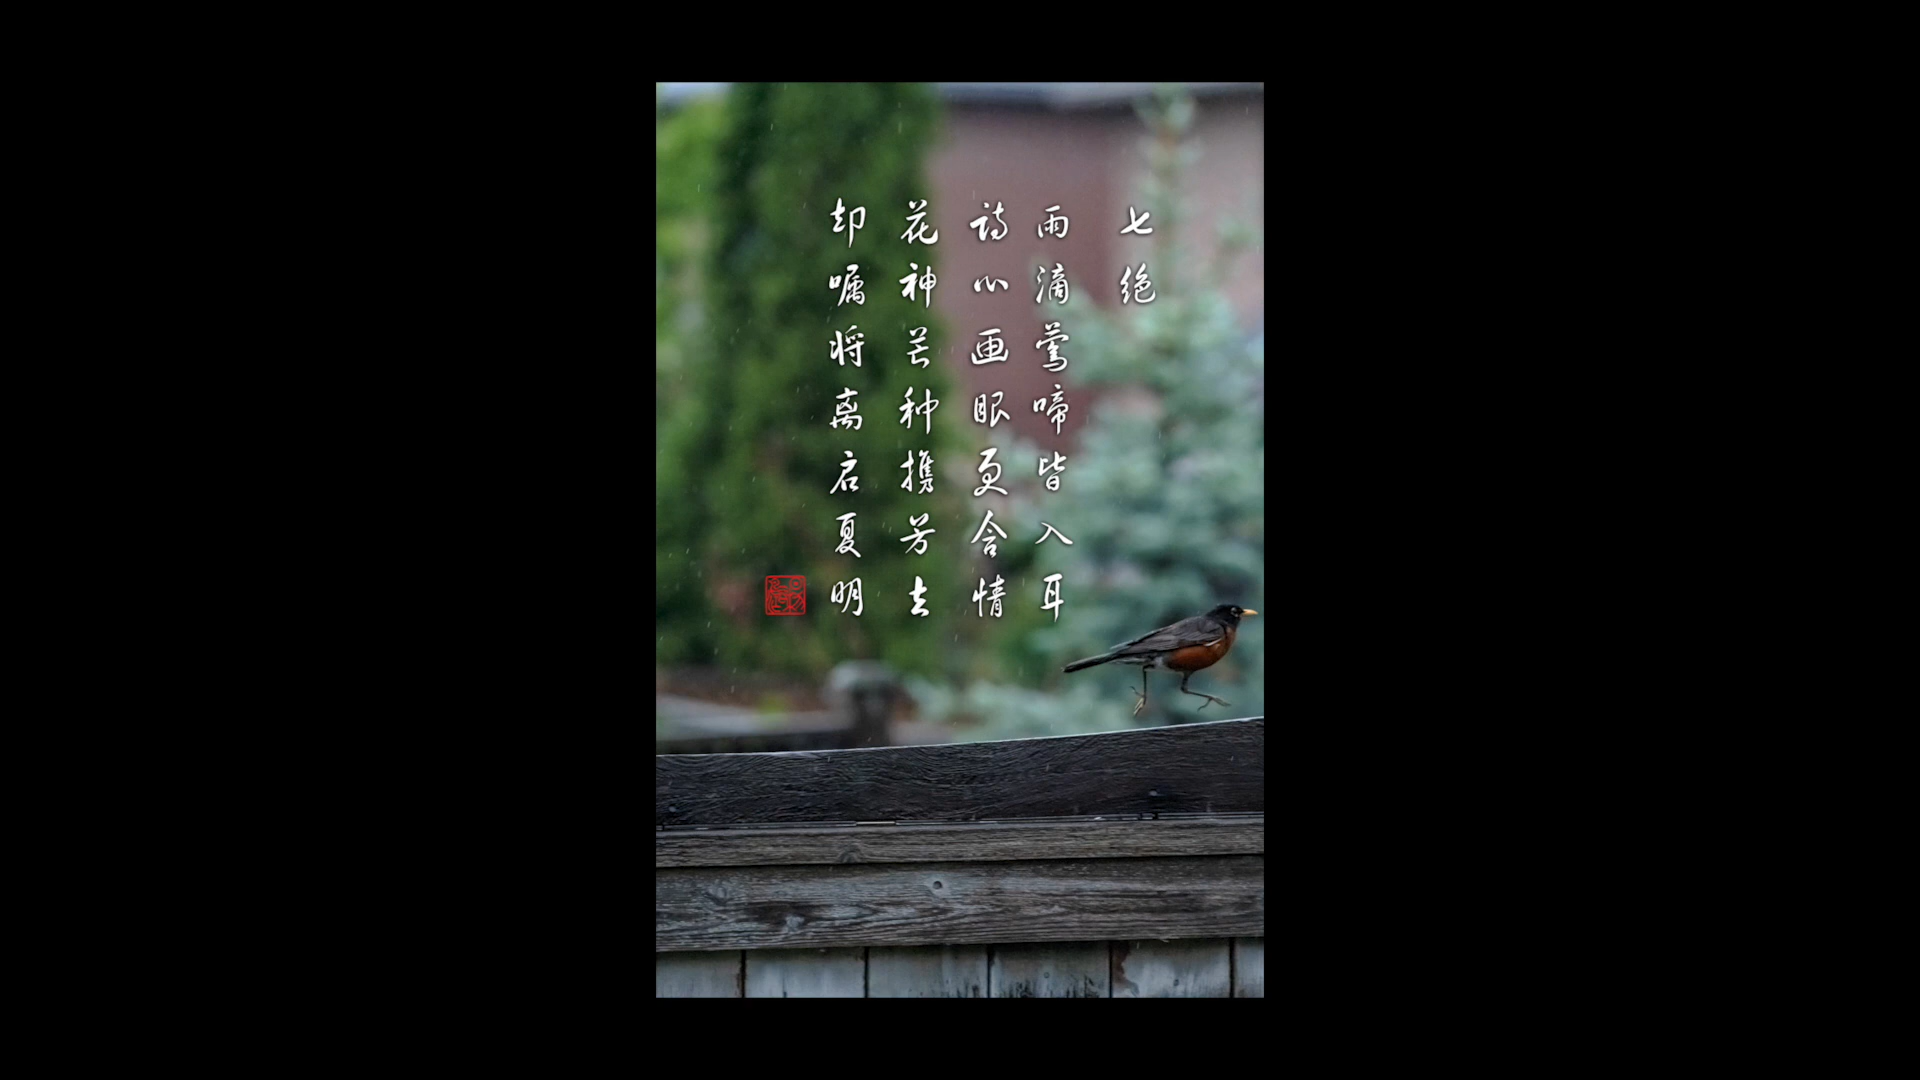 七绝
雨滴莺啼皆入耳
诗心画眼更含情
花神芒种携芳去
却嘱将离启夏明